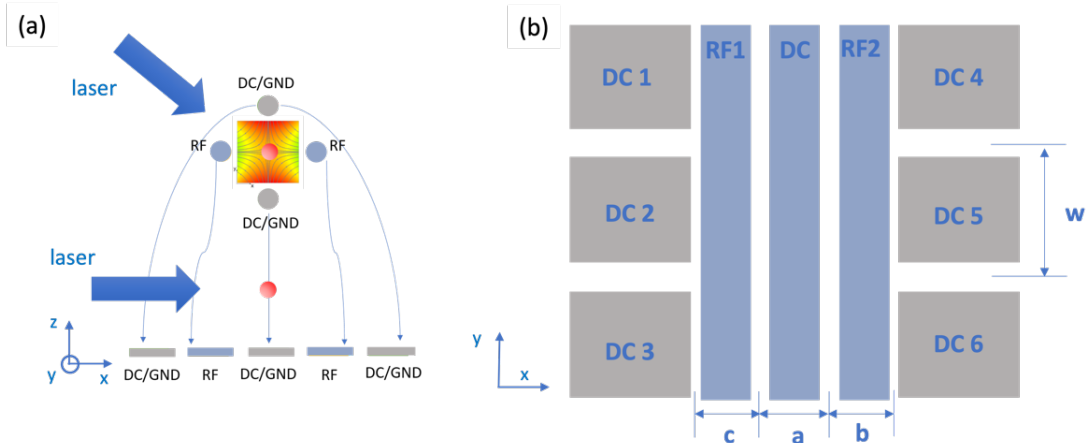 (a)
laser
DC/GND
RF
RF
DC/GND
laser
z
y
x
DC/GND
RF
DC/GND
RF
DC/GND
(b)
RF1
DC
RF2
DC 1
DC 4
DC 2
DC 5
w
DC 3
DC 6
y
x
c
a
b